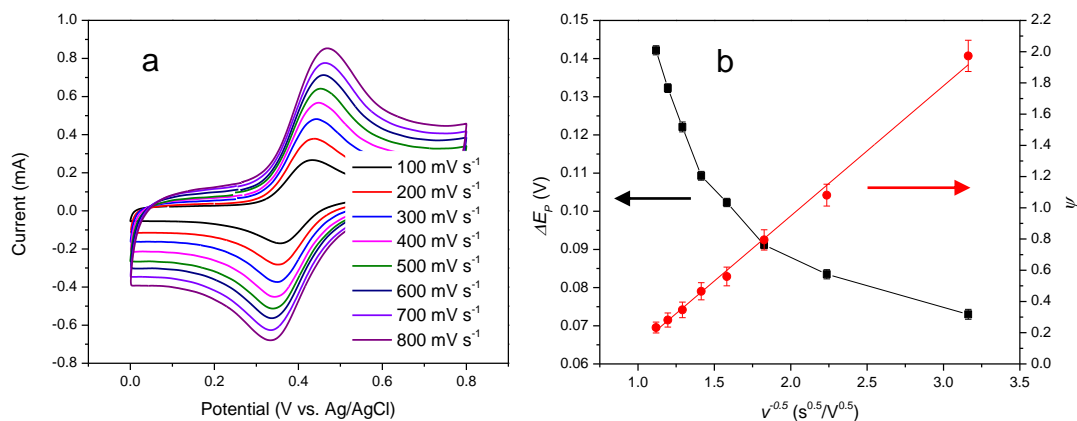 a
1.0
0.8
0.6
0.4
0.2
0.0
-0.2
-0.4
-0.6
-0.8
Current (mA)
0.0
0.2
0.4
0.6
0.8
Potential (V vs. Ag/AgCl)
100 mV s⁻¹
200 mV s⁻¹
300 mV s⁻¹
400 mV s⁻¹
500 mV s⁻¹
600 mV s⁻¹
700 mV s⁻¹
800 mV s⁻¹
b
0.15
0.14
0.13
0.12
0.11
0.10
0.09
0.08
0.07
0.06
ΔE_P (V)
1.0
1.5
2.0
2.5
3.0
3.5
v^-0.5 (s^0.5/V^0.5)
2.2
2.0
1.8
1.6
1.4
1.2
1.0
0.8
0.6
0.4
0.2
0.0
ψ